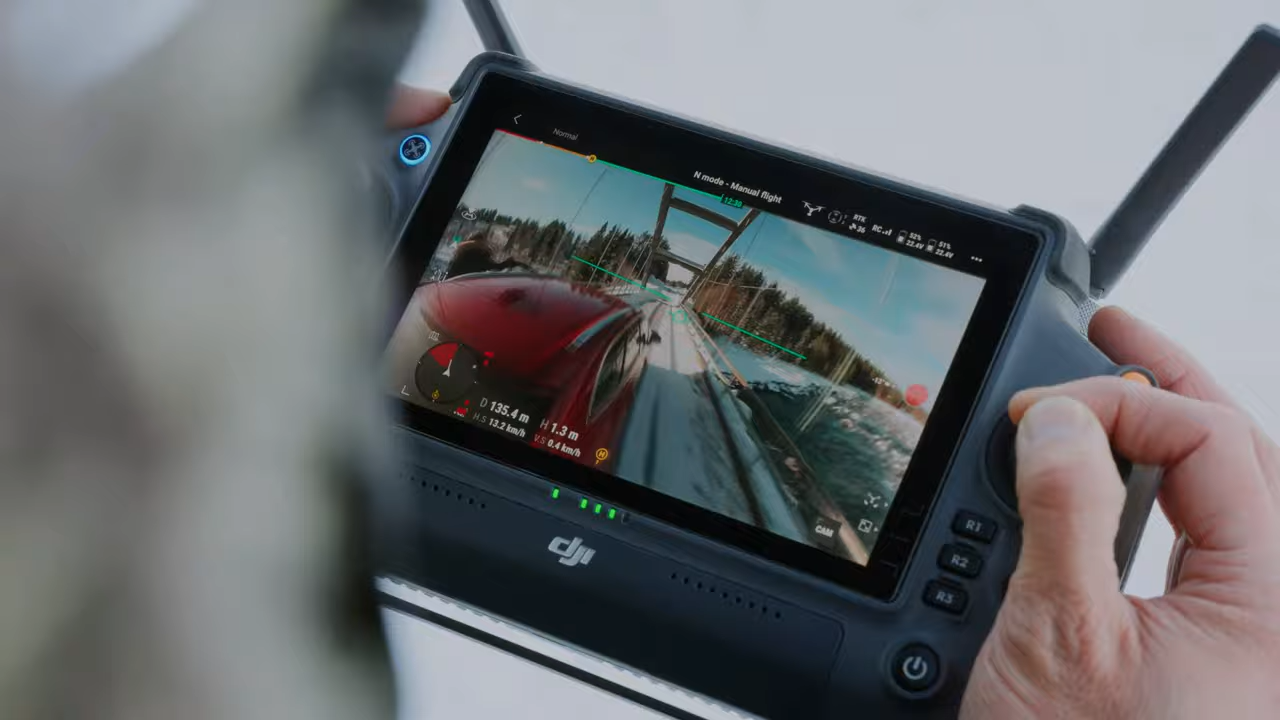 Normal
12:36
N mode - Manual flight
RTK
36
RC
52%
22.4V
51%
22.4V
D 135.4 m
H.S 13.2 km/h
H 1.3 m
V.S 0.4 km/h
H
CAM
dji
R1
R2
R3